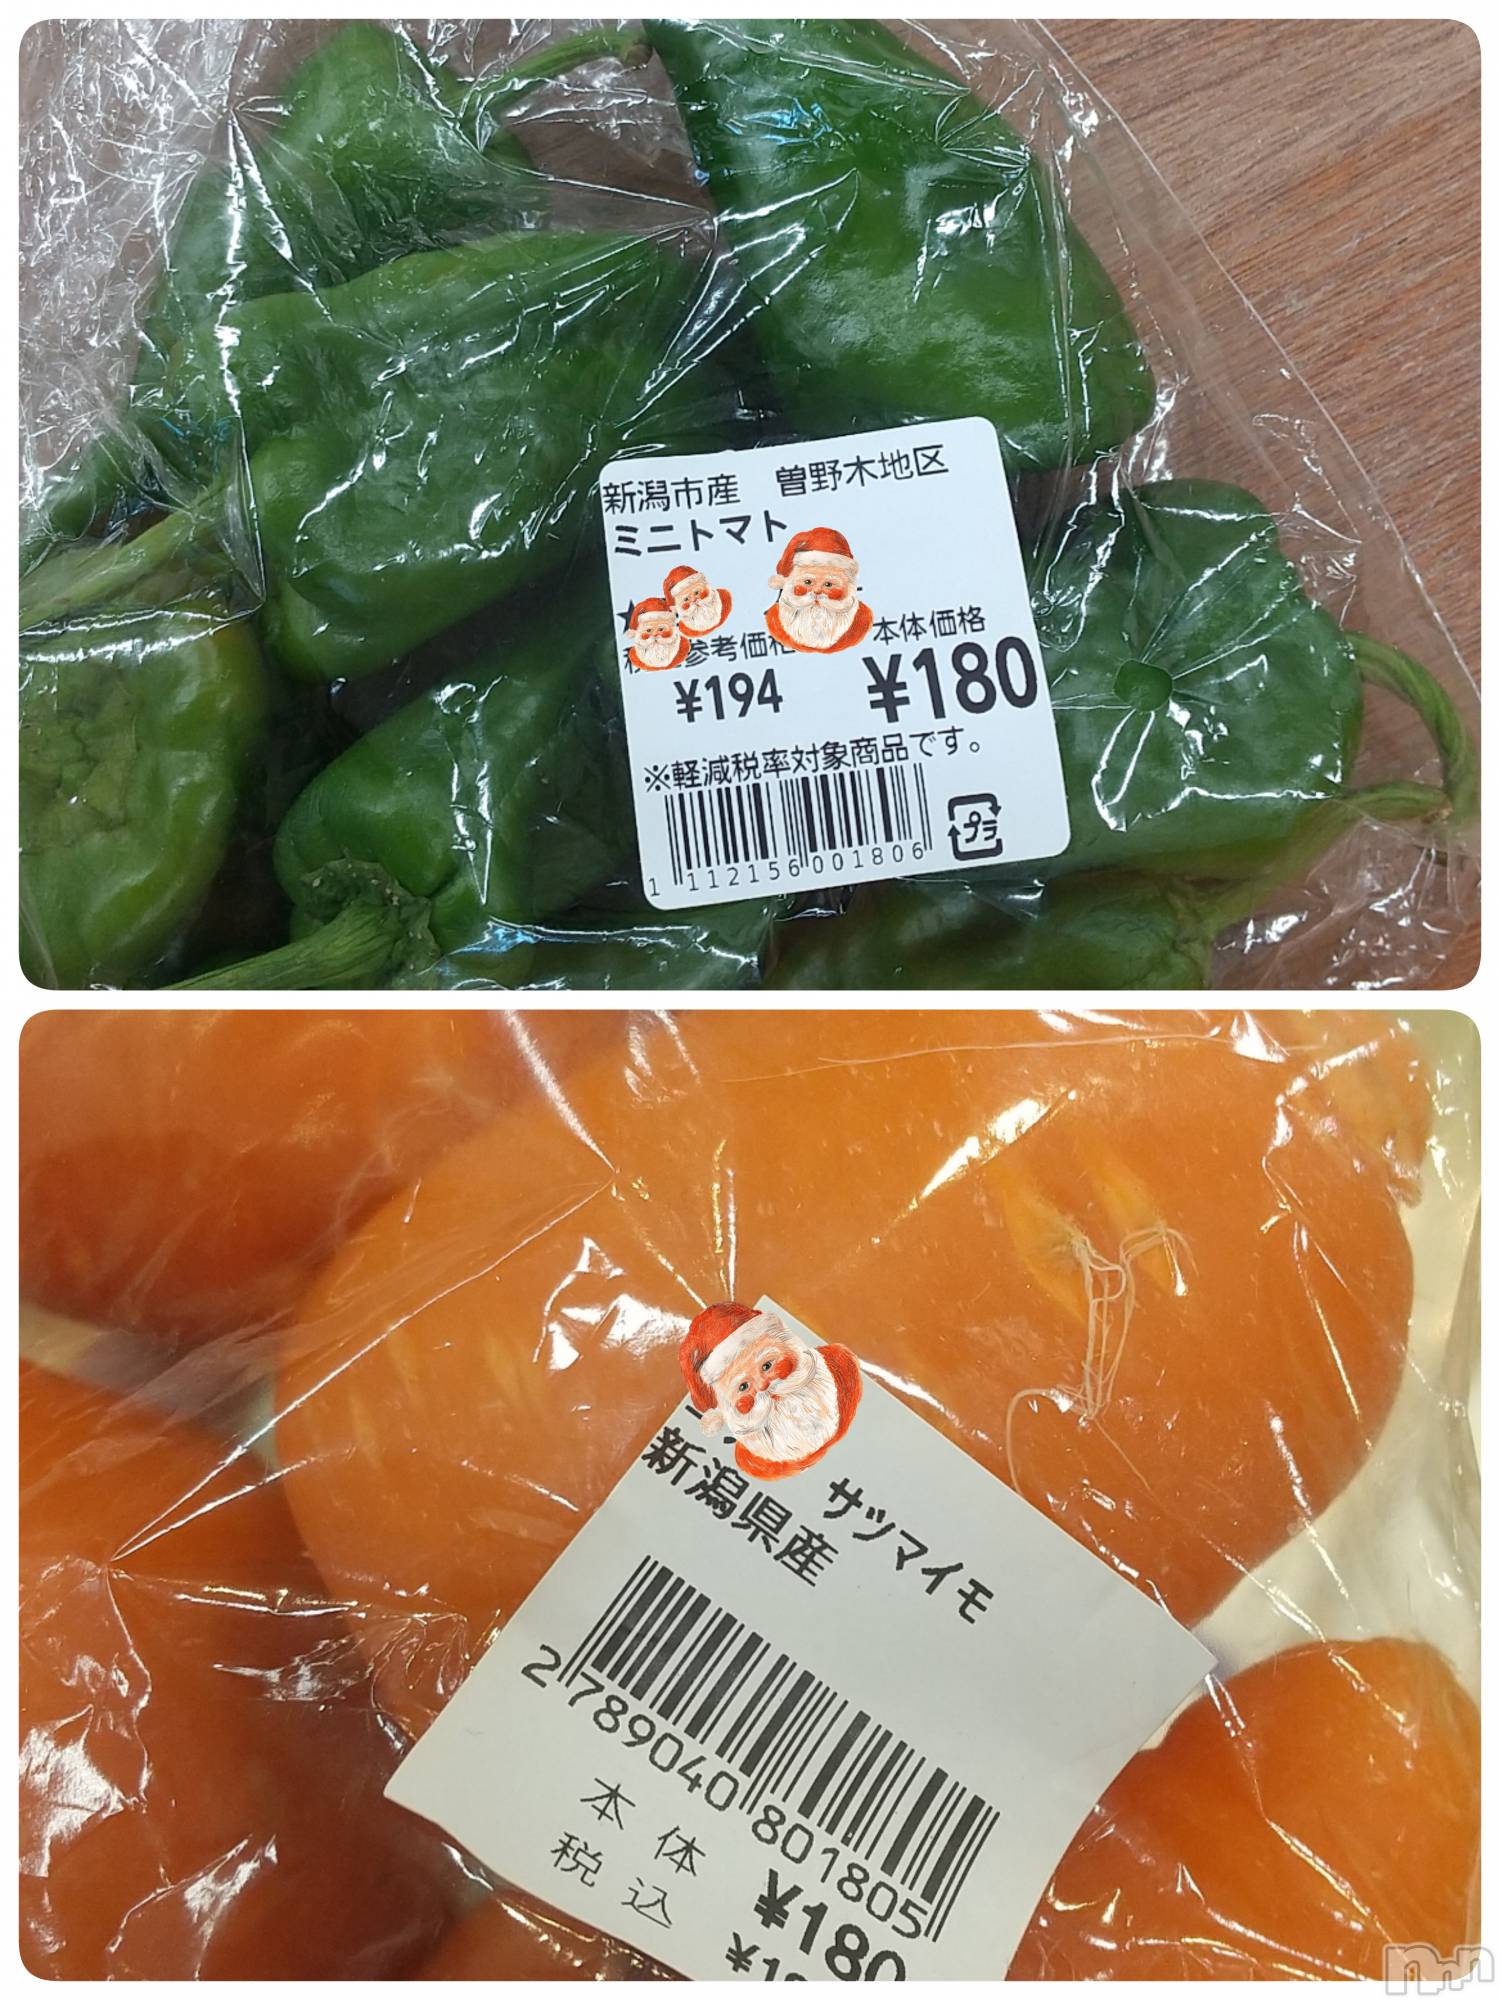 新潟市産　曽野木地区
ミニトマト
参考価格
本体価格
¥194
¥180
※軽減税率対象商品です。
1 112156 001806
プラ
サツマイモ
新潟県産
2 789040 801805
本体
¥180
税込